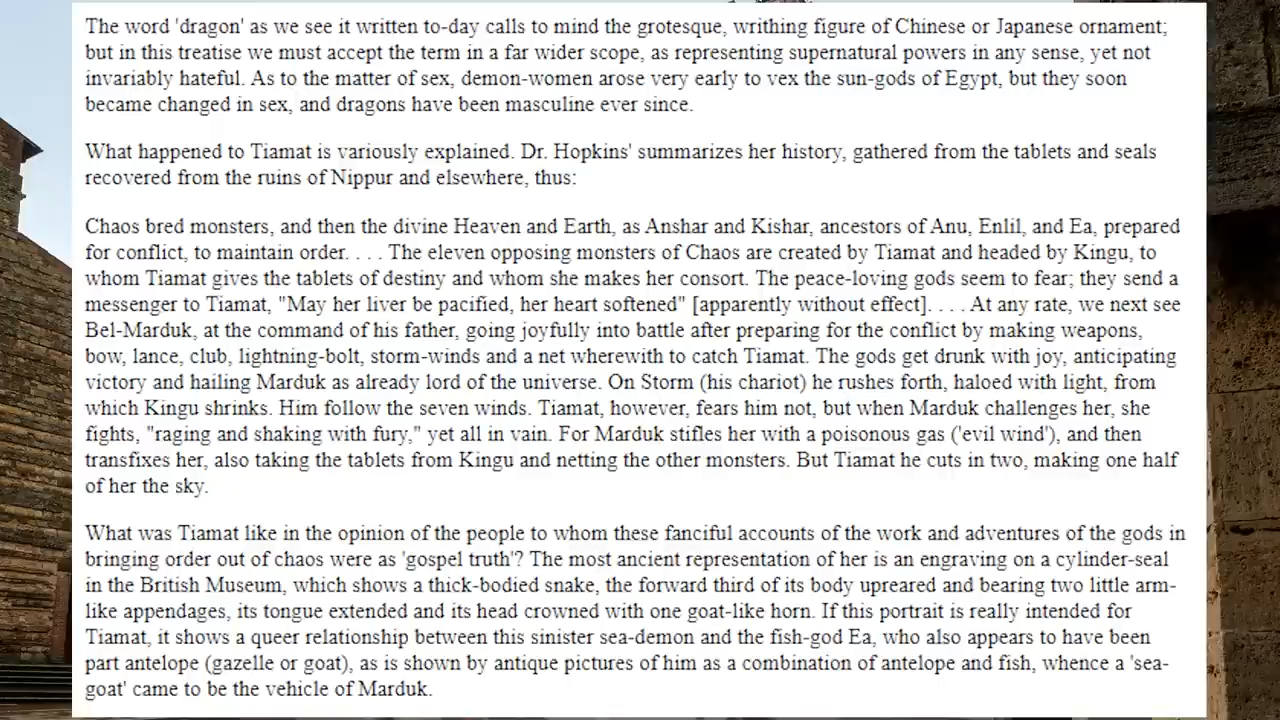 The word 'dragon' as we see it written to-day calls to mind the grotesque, writhing figure of Chinese or Japanese ornament;
but in this treatise we must accept the term in a far wider scope, as representing supernatural powers in any sense, yet not
invariably hateful. As to the matter of sex, demon-women arose very early to vex the sun-gods of Egypt, but they soon
became changed in sex, and dragons have been masculine ever since.
What happened to Tiamat is variously explained. Dr. Hopkins' summarizes her history, gathered from the tablets and seals
recovered from the ruins of Nippur and elsewhere, thus:
Chaos bred monsters, and then the divine Heaven and Earth, as Anshar and Kishar, ancestors of Anu, Enlil, and Ea, prepared
for conflict, to maintain order. . . . The eleven opposing monsters of Chaos are created by Tiamat and headed by Kingu, to
whom Tiamat gives the tablets of destiny and whom she makes her consort. The peace-loving gods seem to fear; they send a
messenger to Tiamat, "May her liver be pacified, her heart softened" [apparently without effect]. . . . At any rate, we next see
Bel-Marduk, at the command of his father, going joyfully into battle after preparing for the conflict by making weapons,
bow, lance, club, lightning-bolt, storm-winds and a net wherewith to catch Tiamat. The gods get drunk with joy, anticipating
victory and hailing Marduk as already lord of the universe. On Storm (his chariot) he rushes forth, haloed with light, from
which Kingu shrinks. Him follow the seven winds. Tiamat, however, fears him not, but when Marduk challenges her, she
fights, "raging and shaking with fury," yet all in vain. For Marduk stifles her with a poisonous gas ('evil wind'), and then
transfixes her, also taking the tablets from Kingu and netting the other monsters. But Tiamat he cuts in two, making one half
of her the sky.
What was Tiamat like in the opinion of the people to whom these fanciful accounts of the work and adventures of the gods in
bringing order out of chaos were as 'gospel truth'? The most ancient representation of her is an engraving on a cylinder-seal
in the British Museum, which shows a thick-bodied snake, the forward third of its body upreared and bearing two little arm-
like appendages, its tongue extended and its head crowned with one goat-like horn. If this portrait is really intended for
Tiamat, it shows a queer relationship between this sinister sea-demon and the fish-god Ea, who also appears to have been
part antelope (gazelle or goat), as is shown by antique pictures of him as a combination of antelope and fish, whence a 'sea-
goat' came to be the vehicle of Marduk.